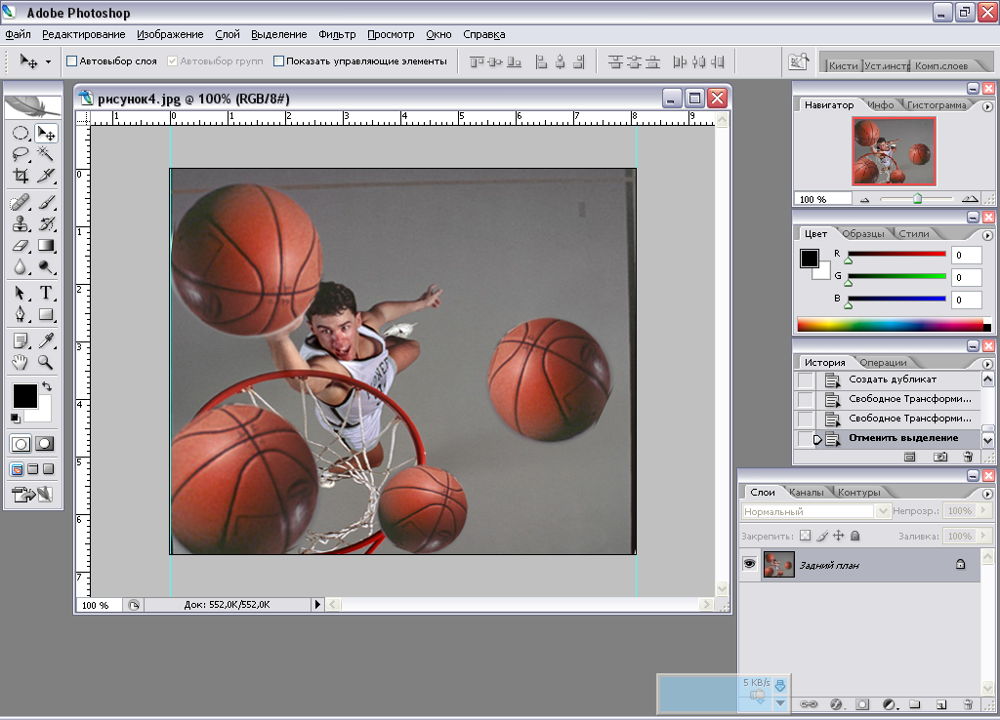 Adobe Photoshop
Файл Редактирование Изображение Слой Выделение Фильтр Просмотр Окно Справка
Автовыбор слоя Автовыбор групп Показать управляющие элементы
Кисти Уст.инстр Комп.слоев
рисунок4.jpg @ 100% (RGB/8#)
1 0 1 2 3 4 5 6 7 8 9
0
1
2
3
4
5
6
7
100 % Док: 552,0K/552,0K
Навигатор Инфо Гистограмма
100 %
Цвет Образцы Стили
R 0
G 0
B 0
История Операции
Создать дубликат
Свободное Трансформи...
Свободное Трансформи...
Отменить выделение
Слои Каналы Контуры
Нормальный Непрозр.: 100%
Закрепить: Заливка: 100%
Задний план
5 KB/s